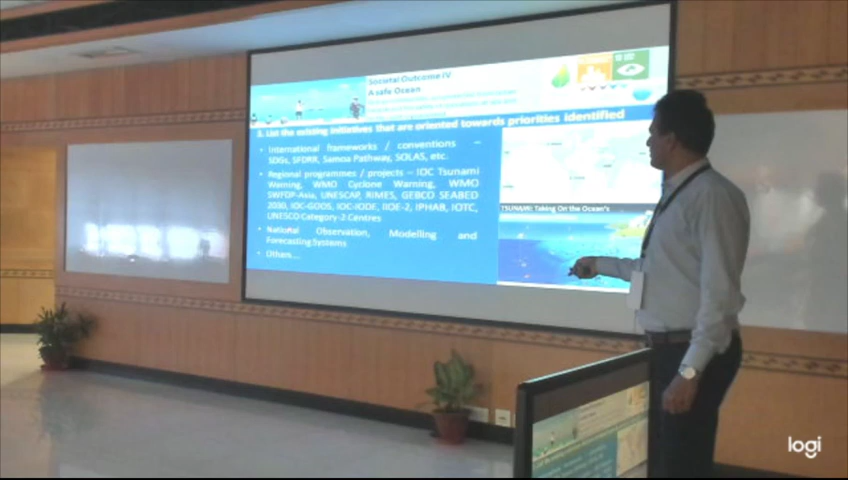 Societal Outcome IV
A safe Ocean
3. List the existing initiatives that are oriented towards priorities identified
• International frameworks / conventions –
SDGs, SFDRR, Samoa Pathway, SOLAS, etc.
• Regional programmes / projects – IOC Tsunami
Warning, WMO Cyclone Warning, WMO
SWFDP-Asia, UNESCAP, RIMES, GEBCO SEABED
2030, IOC-GOOS, IOC-IODE, IIOE-2, IPHAB, IOTC,
UNESCO Category-2 Centres
• National Observation, Modelling and
Forecasting Systems
• Others...
TSUNAMI: Taking On the Ocean's
logi